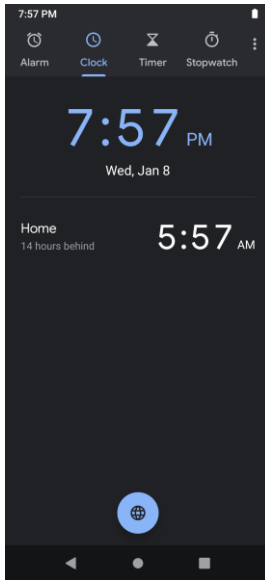 7:57 PM
Alarm Clock Timer Stopwatch
7:57 PM
Wed, Jan 8
Home
14 hours behind
5:57 AM